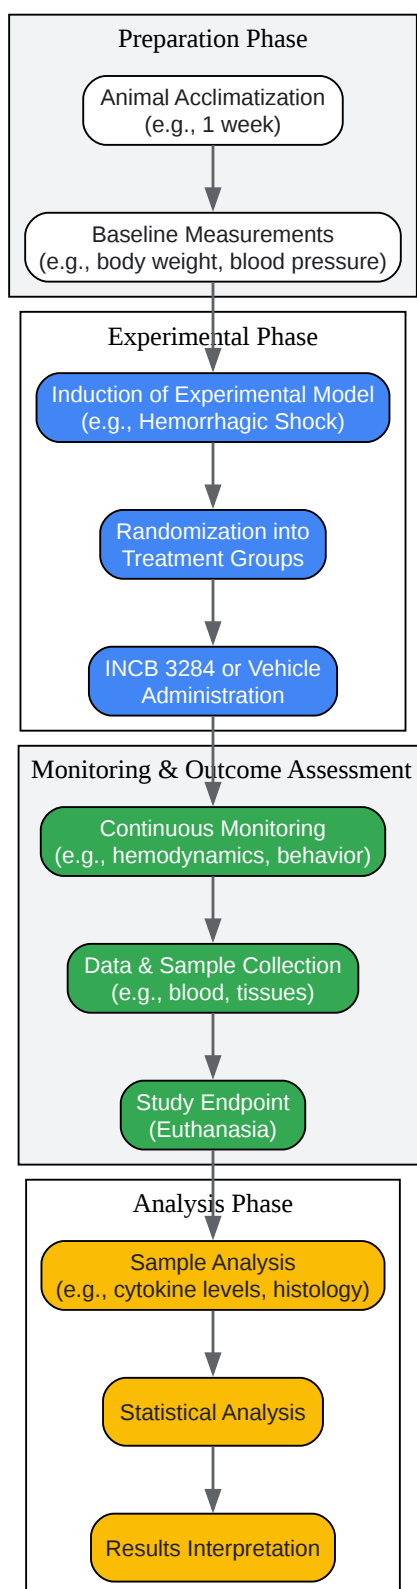 Preparation Phase
Animal Acclimatization
(e.g., 1 week)
Baseline Measurements
(e.g., body weight, blood pressure)
Experimental Phase
Induction of Experimental Model
(e.g., Hemorrhagic Shock)
Randomization into
Treatment Groups
INCB 3284 or Vehicle
Administration
Monitoring & Outcome Assessment
Continuous Monitoring
(e.g., hemodynamics, behavior)
Data & Sample Collection
(e.g., blood, tissues)
Study Endpoint
(Euthanasia)
Analysis Phase
Sample Analysis
(e.g., cytokine levels, histology)
Statistical Analysis
Results Interpretation